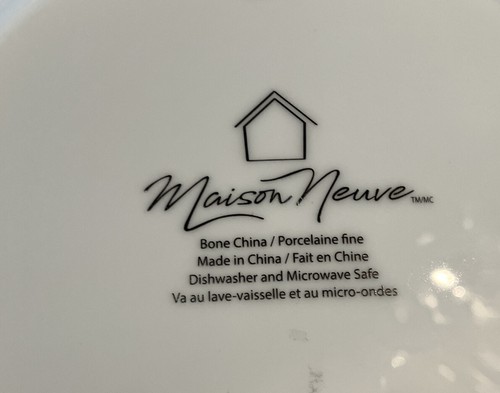 Maison Neuve TM/MC
Bone China / Porcelaine fine
Made in China / Fait en Chine
Dishwasher and Microwave Safe
Va au lave-vaisselle et au micro-ondes